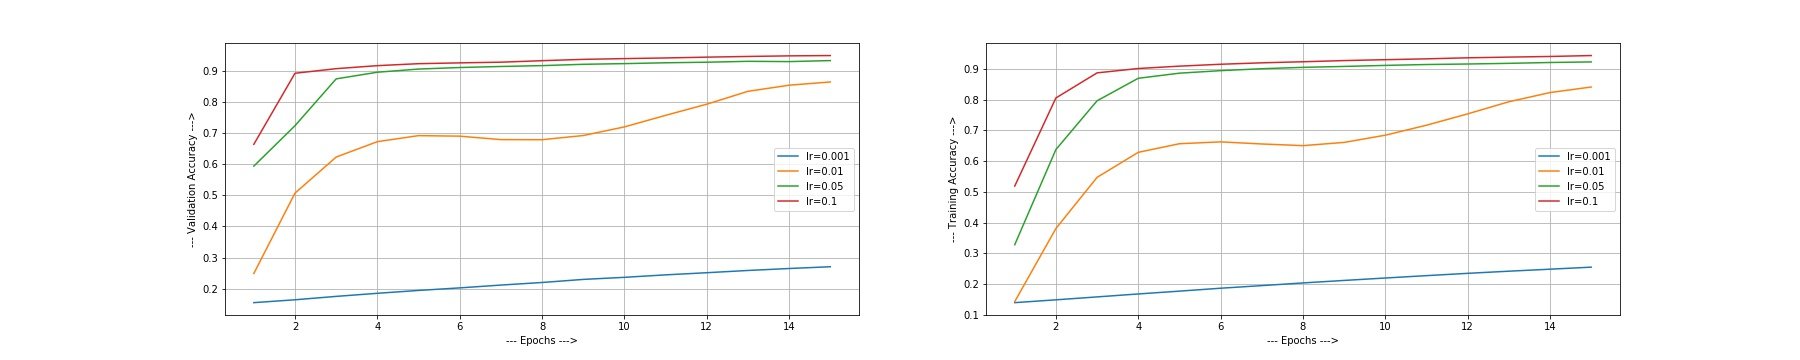 --- Validation Accuracy --->
0.9
0.8
0.7
0.6
0.5
0.4
0.3
0.2
2 4 6 8 10 12 14
--- Epochs --->
lr=0.001
lr=0.01
lr=0.05
lr=0.1
--- Training Accuracy --->
0.9
0.8
0.7
0.6
0.5
0.4
0.3
0.2
0.1
2 4 6 8 10 12 14
--- Epochs --->
lr=0.001
lr=0.01
lr=0.05
lr=0.1